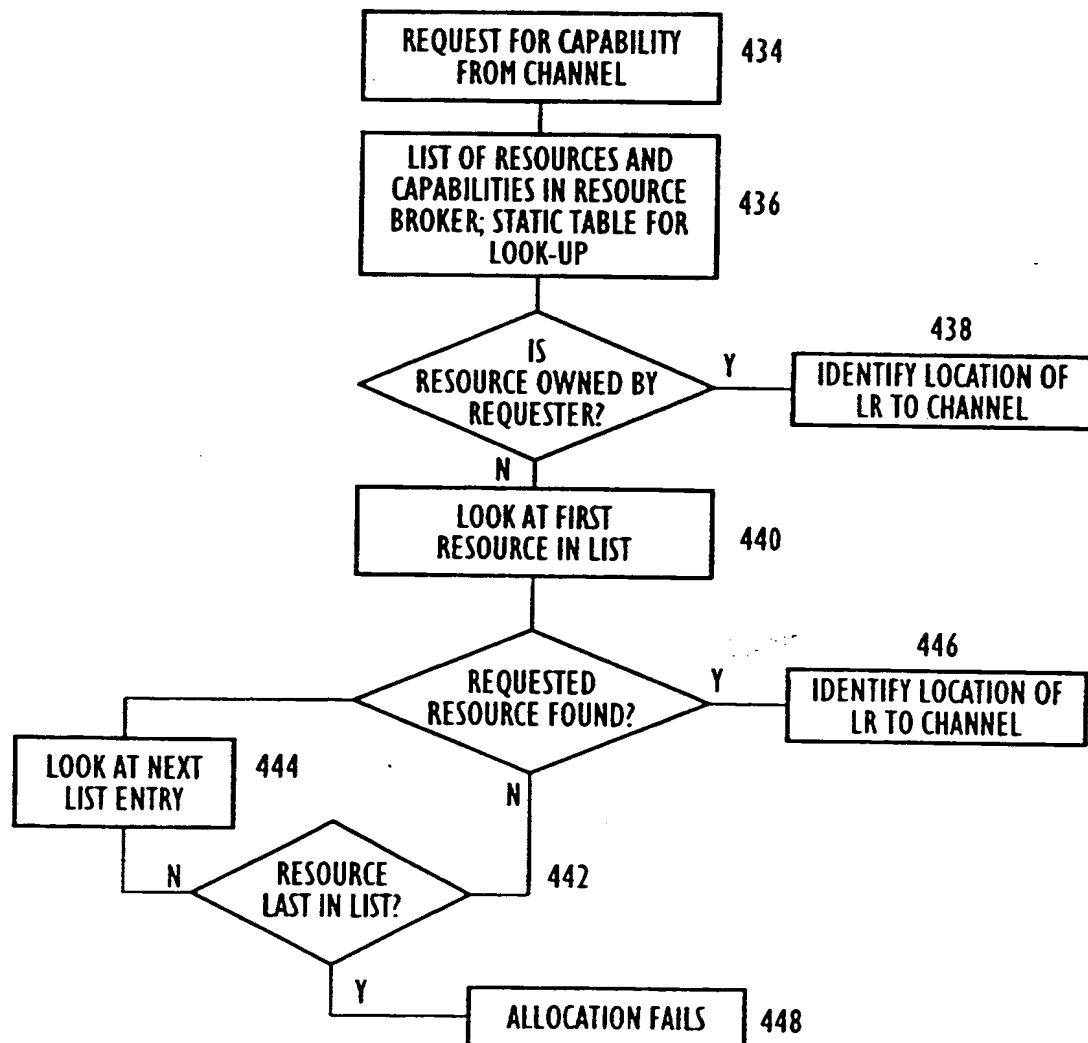 REQUEST FOR CAPABILITY
FROM CHANNEL
434
LIST OF RESOURCES AND
CAPABILITIES IN RESOURCE
BROKER; STATIC TABLE FOR
LOOK-UP
436
IS
RESOURCE OWNED BY
REQUESTER?
Y
438
IDENTIFY LOCATION OF
LR TO CHANNEL
N
LOOK AT FIRST
RESOURCE IN LIST
440
REQUESTED
RESOURCE FOUND?
Y
446
IDENTIFY LOCATION OF
LR TO CHANNEL
LOOK AT NEXT
LIST ENTRY
444
N
N
RESOURCE
LAST IN LIST?
442
Y
ALLOCATION FAILS
448